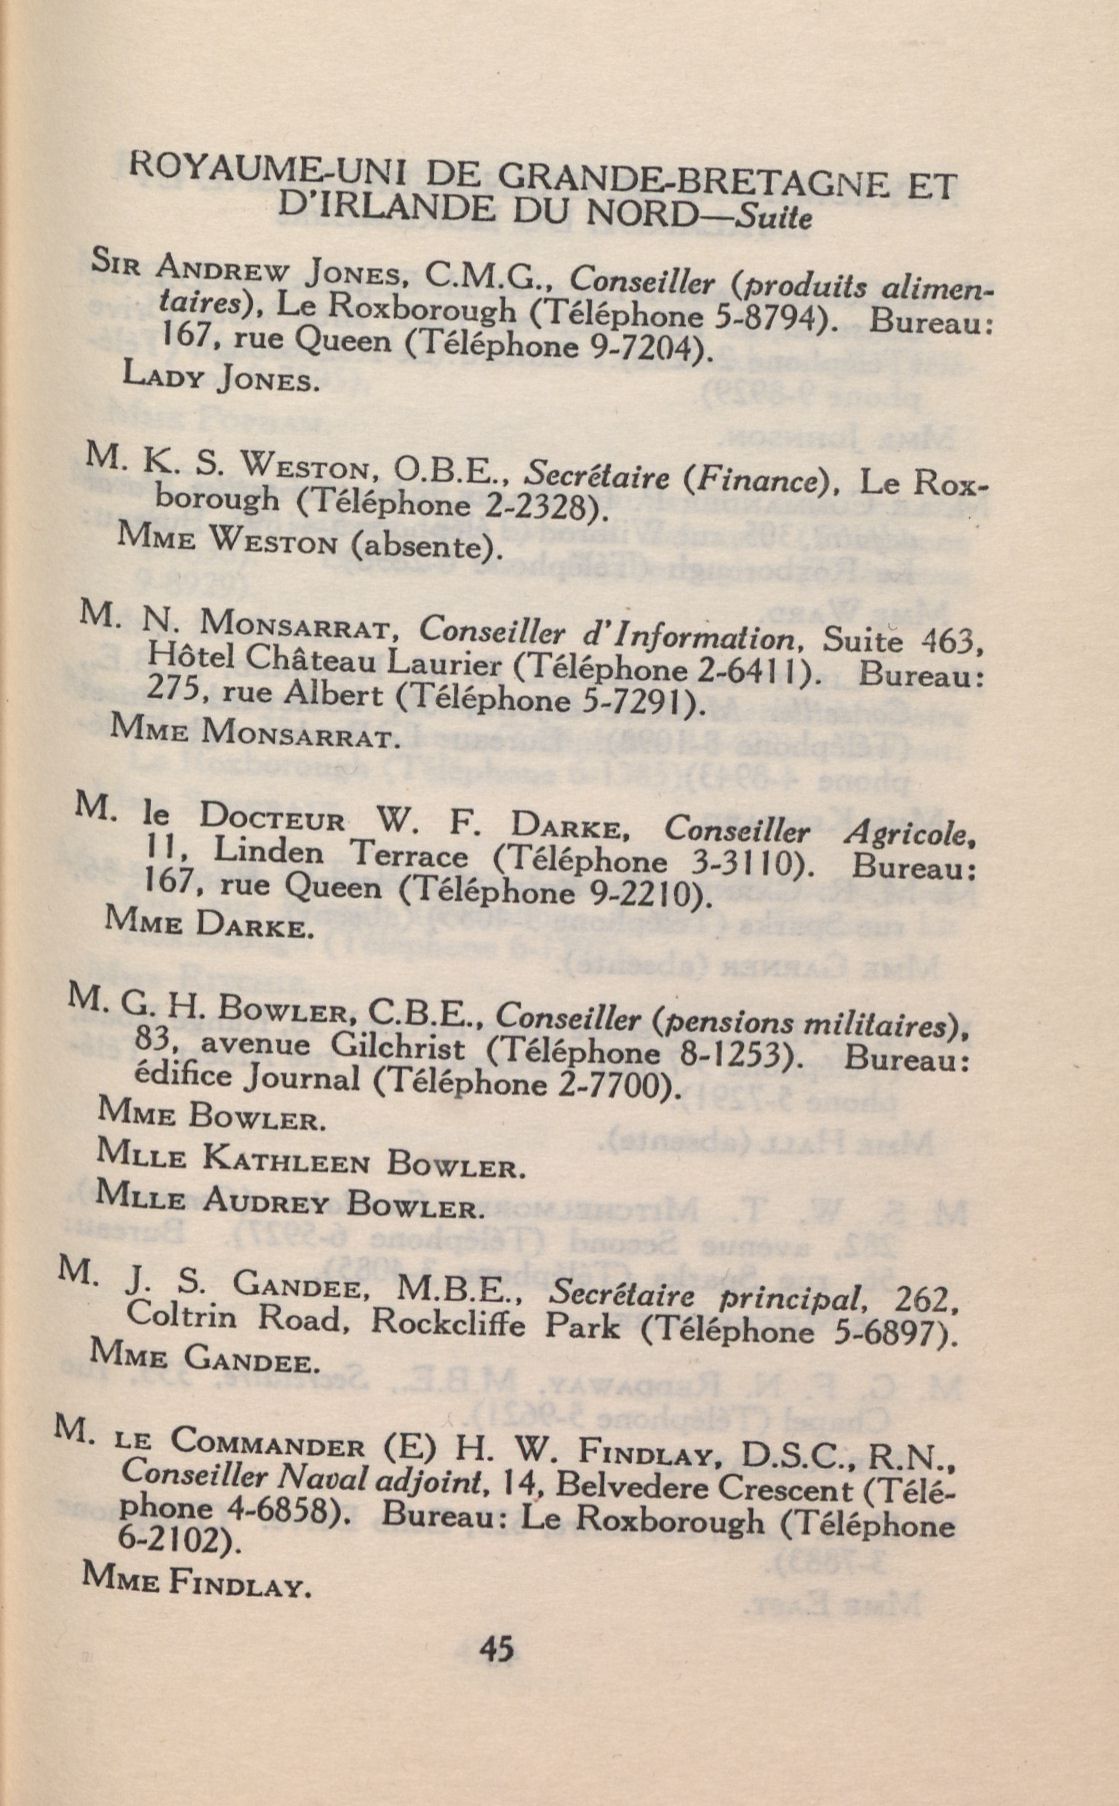 ROYAUME-UNI DE GRANDE-BRETAGNE ET
D'IRLANDE DU NORD—Suite
SIR ANDREW JONES, C.M.G., Conseiller (produits alimen-
taires), Le Roxborough (Téléphone 5-8794). Bureau:
167, rue Queen (Téléphone 9-7204).
LADY JONES.
M. K. S. WESTON, O.B.E., Secrétaire (Finance), Le Rox-
borough (Téléphone 2-2328).
MME WESTON (absente).
M. N. MONSARRAT, Conseiller d'Information, Suite 463,
Hôtel Château Laurier (Téléphone 2-6411). Bureau:
275, rue Albert (Téléphone 5-7291).
MME MONSARRAT.
M. le DOCTEUR W. F. DARKE, Conseiller Agricole,
11, Linden Terrace (Téléphone 3-3110). Bureau:
167, rue Queen (Téléphone 9-2210).
MME DARKE.
M. G. H. BOWLER, C.B.E., Conseiller (pensions militaires),
83, avenue Gilchrist (Téléphone 8-1253). Bureau:
édifice Journal (Téléphone 2-7700).
MME BOWLER.
MLLE KATHLEEN BOWLER.
MLLE AUDREY BOWLER.
M. J. S. GANDEE, M.B.E., Secrétaire principal, 262,
Coltrin Road, Rockcliffe Park (Téléphone 5-6897).
MME GANDEE.
M. LE COMMANDER (E) H. W. FINDLAY, D.S.C., R.N.,
Conseiller Naval adjoint, 14, Belvedere Crescent (Télé-
phone 4-6858). Bureau: Le Roxborough (Téléphone
6-2102).
MME FINDLAY.
45